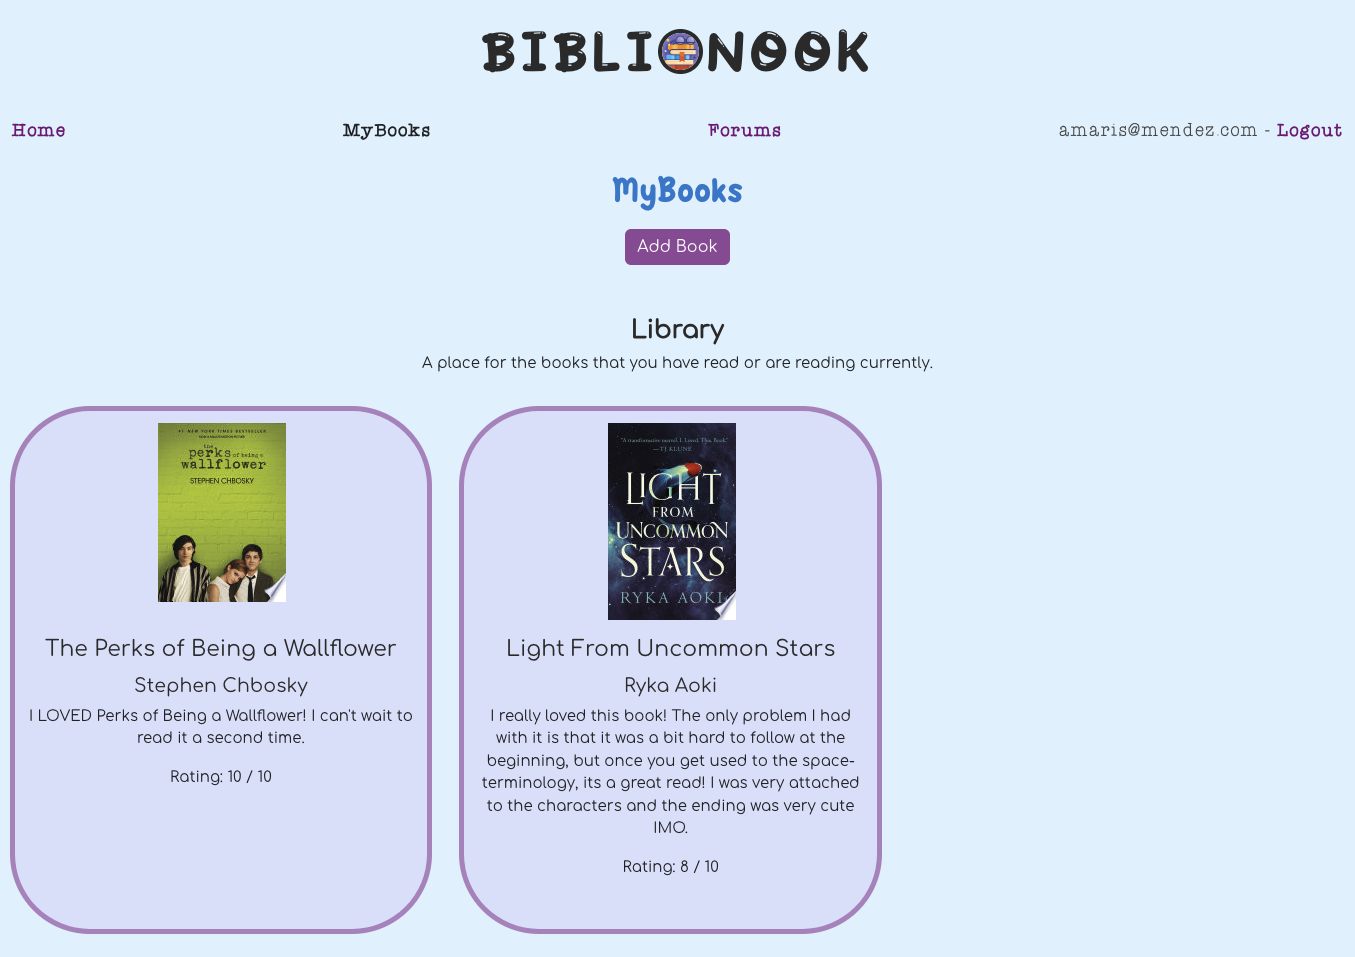 BIBLIONOOK
Home MyBooks Forums amaris@mendez.com - Logout
MyBooks
Add Book
Library
A place for the books that you have read or are reading currently.
#1 NEW YORK TIMES BESTSELLER
the
perks of being a
wallflower
STEPHEN CHBOSKY
The Perks of Being a Wallflower
Stephen Chbosky
I LOVED Perks of Being a Wallflower! I can't wait to
read it a second time.
Rating: 10 / 10
"A transformative marvel. I. Loved. This. Book."
—TJ KLUNE
LIGHT
FROM
UNCOMMON
STARS
RYKA AOKI
Light From Uncommon Stars
Ryka Aoki
I really loved this book! The only problem I had
with it is that it was a bit hard to follow at the
beginning, but once you get used to the space-
terminology, its a great read! I was very attached
to the characters and the ending was very cute
IMO.
Rating: 8 / 10